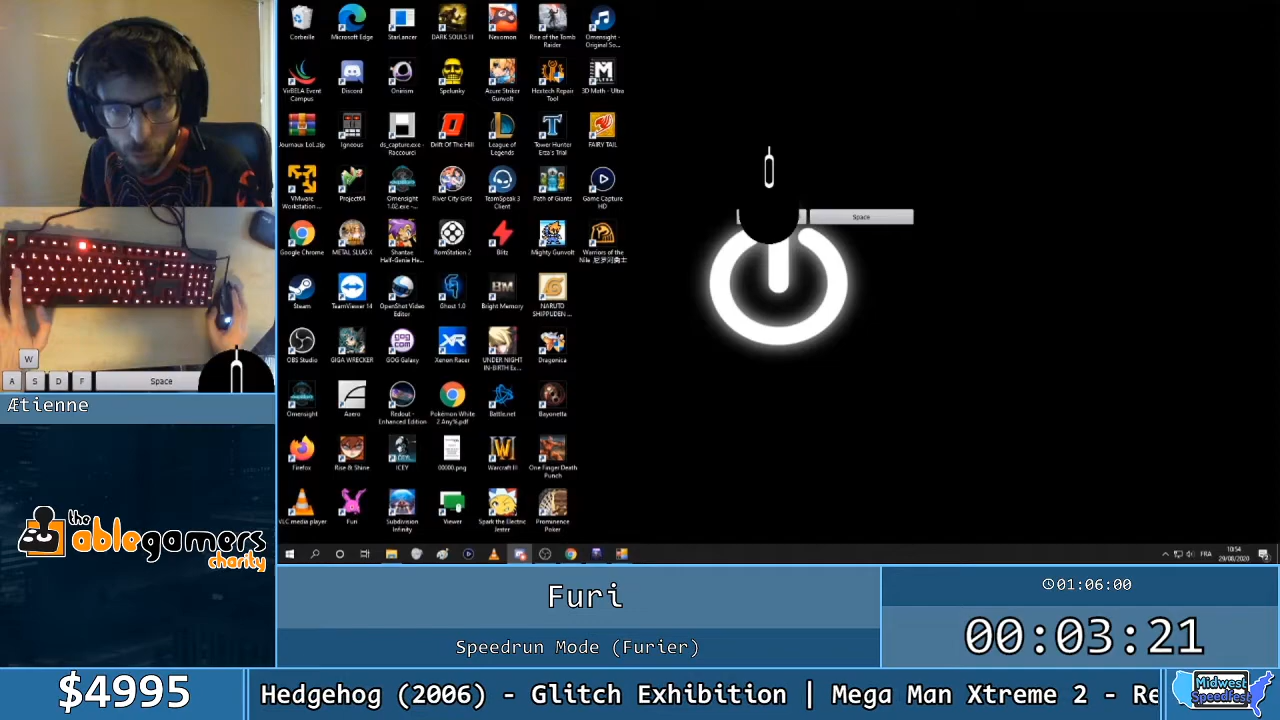 Corbeille
Microsoft Edge
StarLancer
DARK SOULS II
Nexomon
Rise of the Tomb
Raider
Omensight -
Original So...
VirBELA Event
Campus
Discord
Onirism
Spelunky
Azure Striker
Gunvolt
Hextech Repair
Tool
3D Math - Ultra
Journaux LoL.zip
Igneous
ds_capture.exe -
Raccourci
Drift Of The Hill
League of
Legends
Tower Hunter
Erza's Trial
FAIRY TAIL
VMware
Workstation ...
Project64
Omensight
1.02.exe -...
River City Girls
TeamSpeak 3
Client
Path of Giants
Game Capture
HD
Space
Google Chrome
METAL SLUG X
Shantae
Half-Genie He...
RomStation 2
Blitz
Mighty Gunvolt
Warriors of the
Nile
Steam
TeamViewer 14
OpenShot Video
Editor
Ghost 1.0
Bright Memory
NARUTO
SHIPPUDEN ...
OBS Studio
GIGA WRECKER
GOG Galaxy
Xenon Racer
UNDER NIGHT
IN-BIRTH Ex...
Dragonica
Omensight
Axero
Redout -
Enhanced Edition
Pokémon White
2 Any%.pdf
Battle.net
Bayonetta
Firefox
Rise & Shine
ICEY
00000.png
Warcraft III
One Finger Death
Punch
VLC media player
Furi
Subdivision
Infinity
Viewer
Spark the Electric
Jester
Prominence
Poker
FRA
10:54
29/08/2020
W
A S D F Space
Ætienne
the
ablegamers
charity
Furi
Speedrun Mode (Furier)
01:06:00
00:03:21
$4995
Hedgehog (2006) - Glitch Exhibition | Mega Man Xtreme 2 - Re
Midwest
SpeedFest